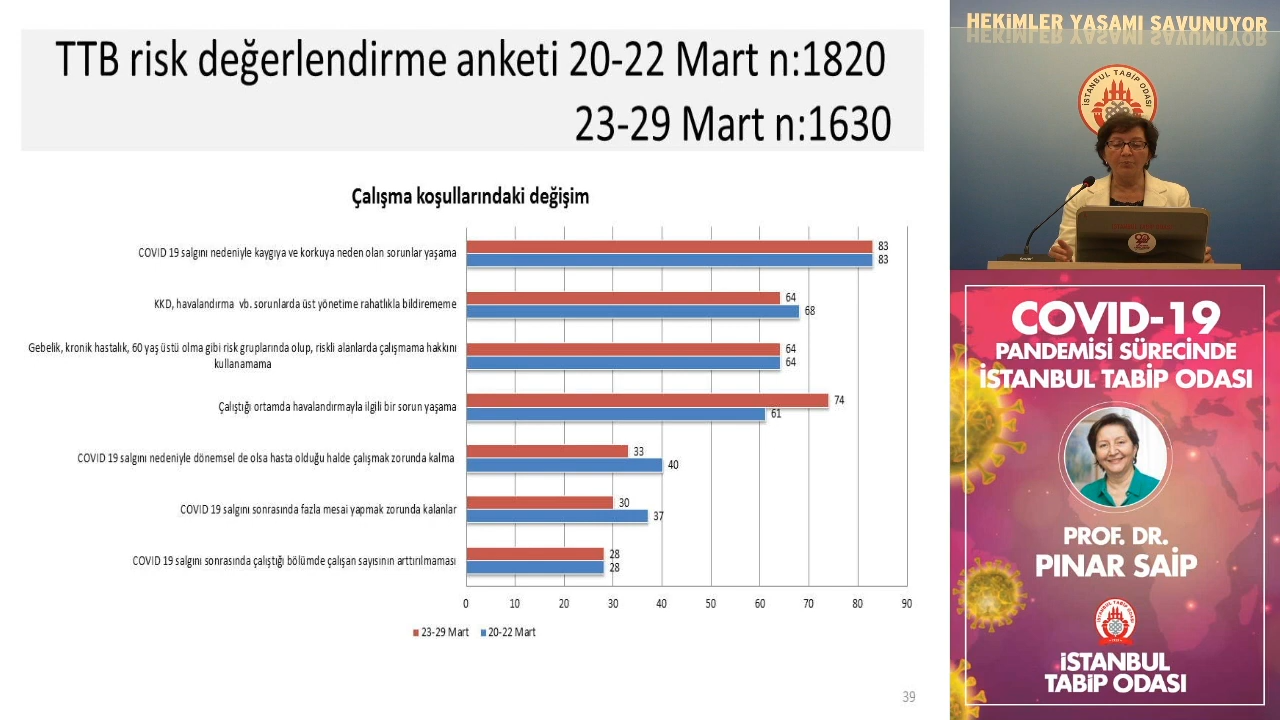 TTB risk değerlendirme anketi 20-22 Mart n:1820
23-29 Mart n:1630
Çalışma koşullarındaki değişim
COVID 19 salgını nedeniyle kaygıya ve korkuya neden olan sorunlar yaşama
83
83
KKD, havalandırma vb. sorunlarda üst yönetime rahatlıkla bildirememe
64
68
Gebelik, kronik hastalık, 60 yaş üstü olma gibi risk gruplarında olup, riskli alanlarda çalışmama hakkını
kullanamama
64
64
Çalıştığı ortamda havalandırmayla ilgili bir sorun yaşama
74
61
COVID 19 salgını nedeniyle dönemsel de olsa hasta olduğu halde çalışmak zorunda kalma
33
40
COVID 19 salgını sonrasında fazla mesai yapmak zorunda kalanlar
30
37
COVID 19 salgını sonrasında çalıştığı bölümde çalışan sayısının arttırılmaması
28
28
0 10 20 30 40 50 60 70 80 90
23-29 Mart 20-22 Mart
39
HEKİMLER YAŞAMI SAVUNUYOR
İSTANBUL TABİP ODASI
COVID-19
PANDEMİSİ SÜRECİNDE
İSTANBUL TABİP ODASI
PROF. DR.
PINAR SAİP
İSTANBUL
TABİP ODASI